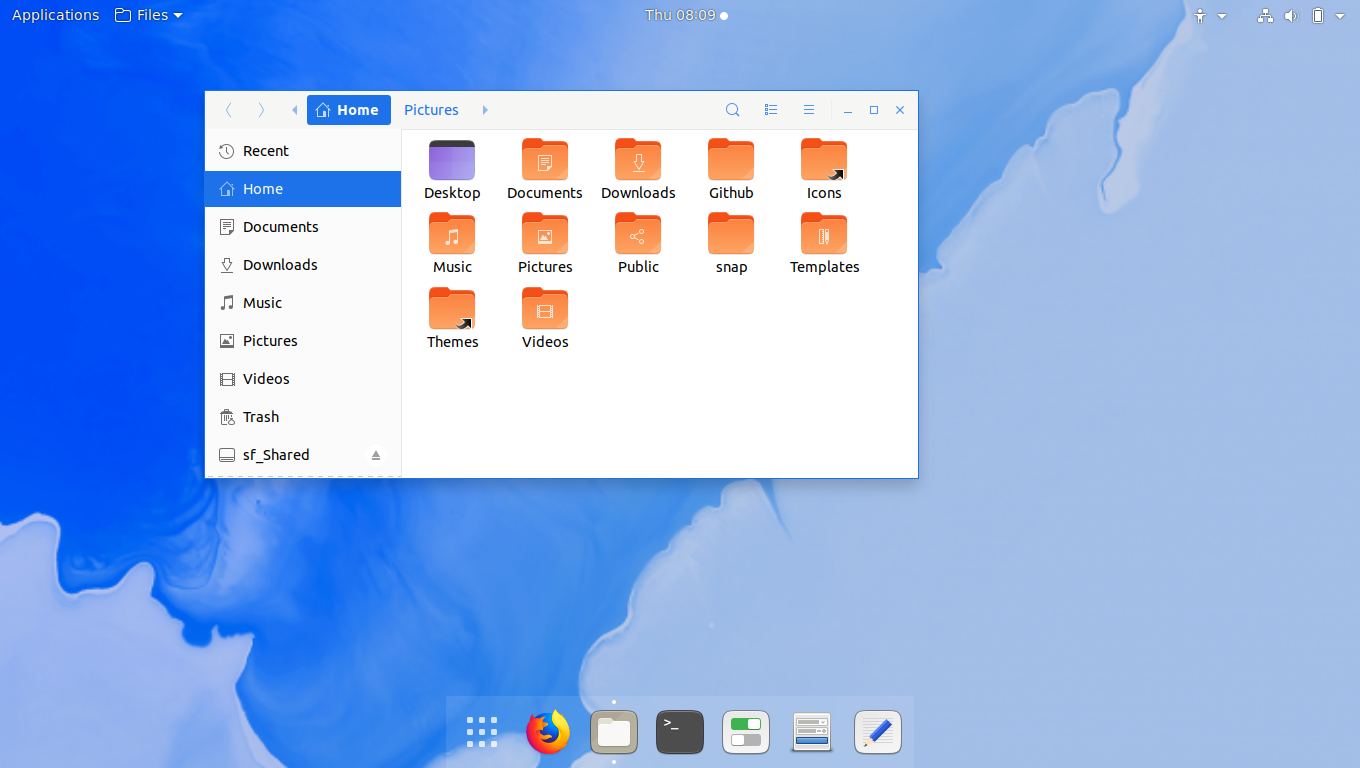 Applications Files Thu 08:09
Home Pictures
Recent
Home
Documents
Downloads
Music
Pictures
Videos
Trash
sf_Shared
Desktop Documents Downloads Github Icons
Music Pictures Public snap Templates
Themes Videos
>_